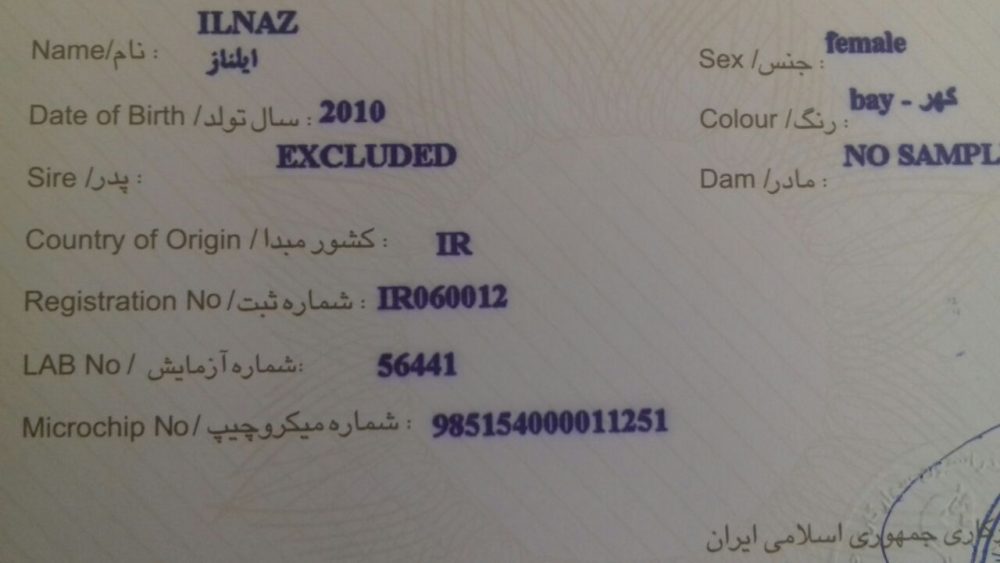 Name/نام : ILNAZ
ایلناز
Sex /جنس : female
Date of Birth /سال تولد : 2010
Colour /رنگ : bay - کهر
Sire /پدر : EXCLUDED
Dam /مادر : NO SAMPL
Country of Origin /کشور مبدا : IR
Registration No /شماره ثبت : IR060012
LAB No / شماره آزمایش: 56441
Microchip No /شماره میکروچیپ : 985154000011251
جمهوری اسلامی ایران